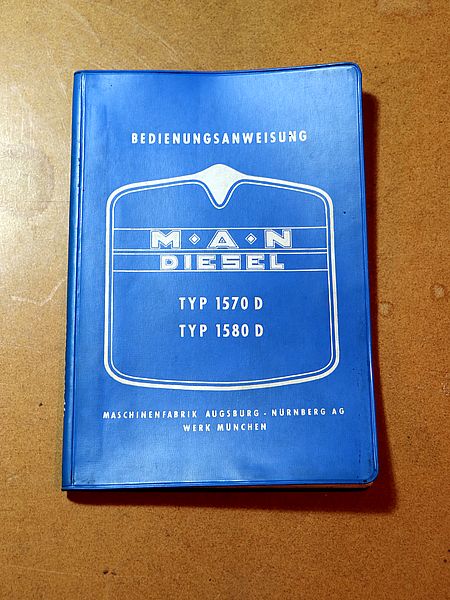 BEDIENUNGSANWEISUNG
M·A·N
DIESEL
TYP 1570 D
TYP 1580 D
MASCHINENFABRIK AUGSBURG - NÜRNBERG AG
WERK MÜNCHEN